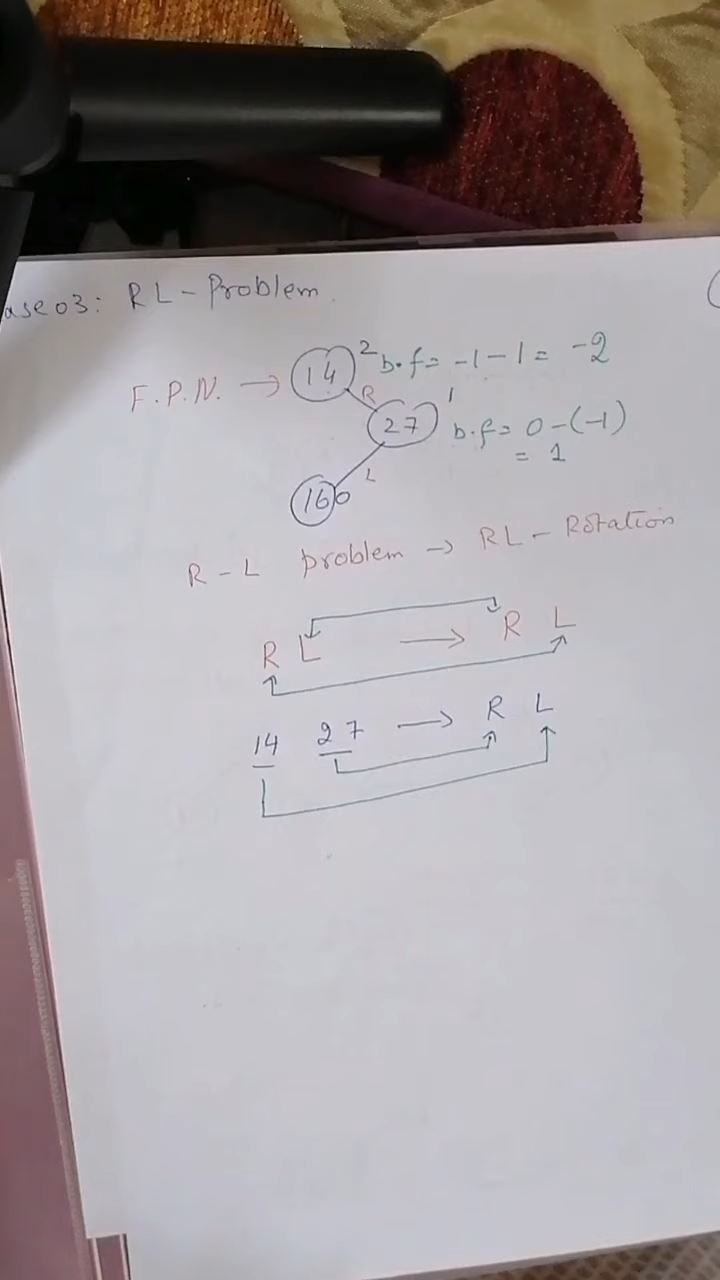 ase 03: RL-Problem.
F.P.N. → 14 2 b.f = -1-1 = -2
R
27 1 b.f = 0-(-1)
= 1
L
16 0
R-L problem → RL-Rotation
R L → R L
14 27 → R L